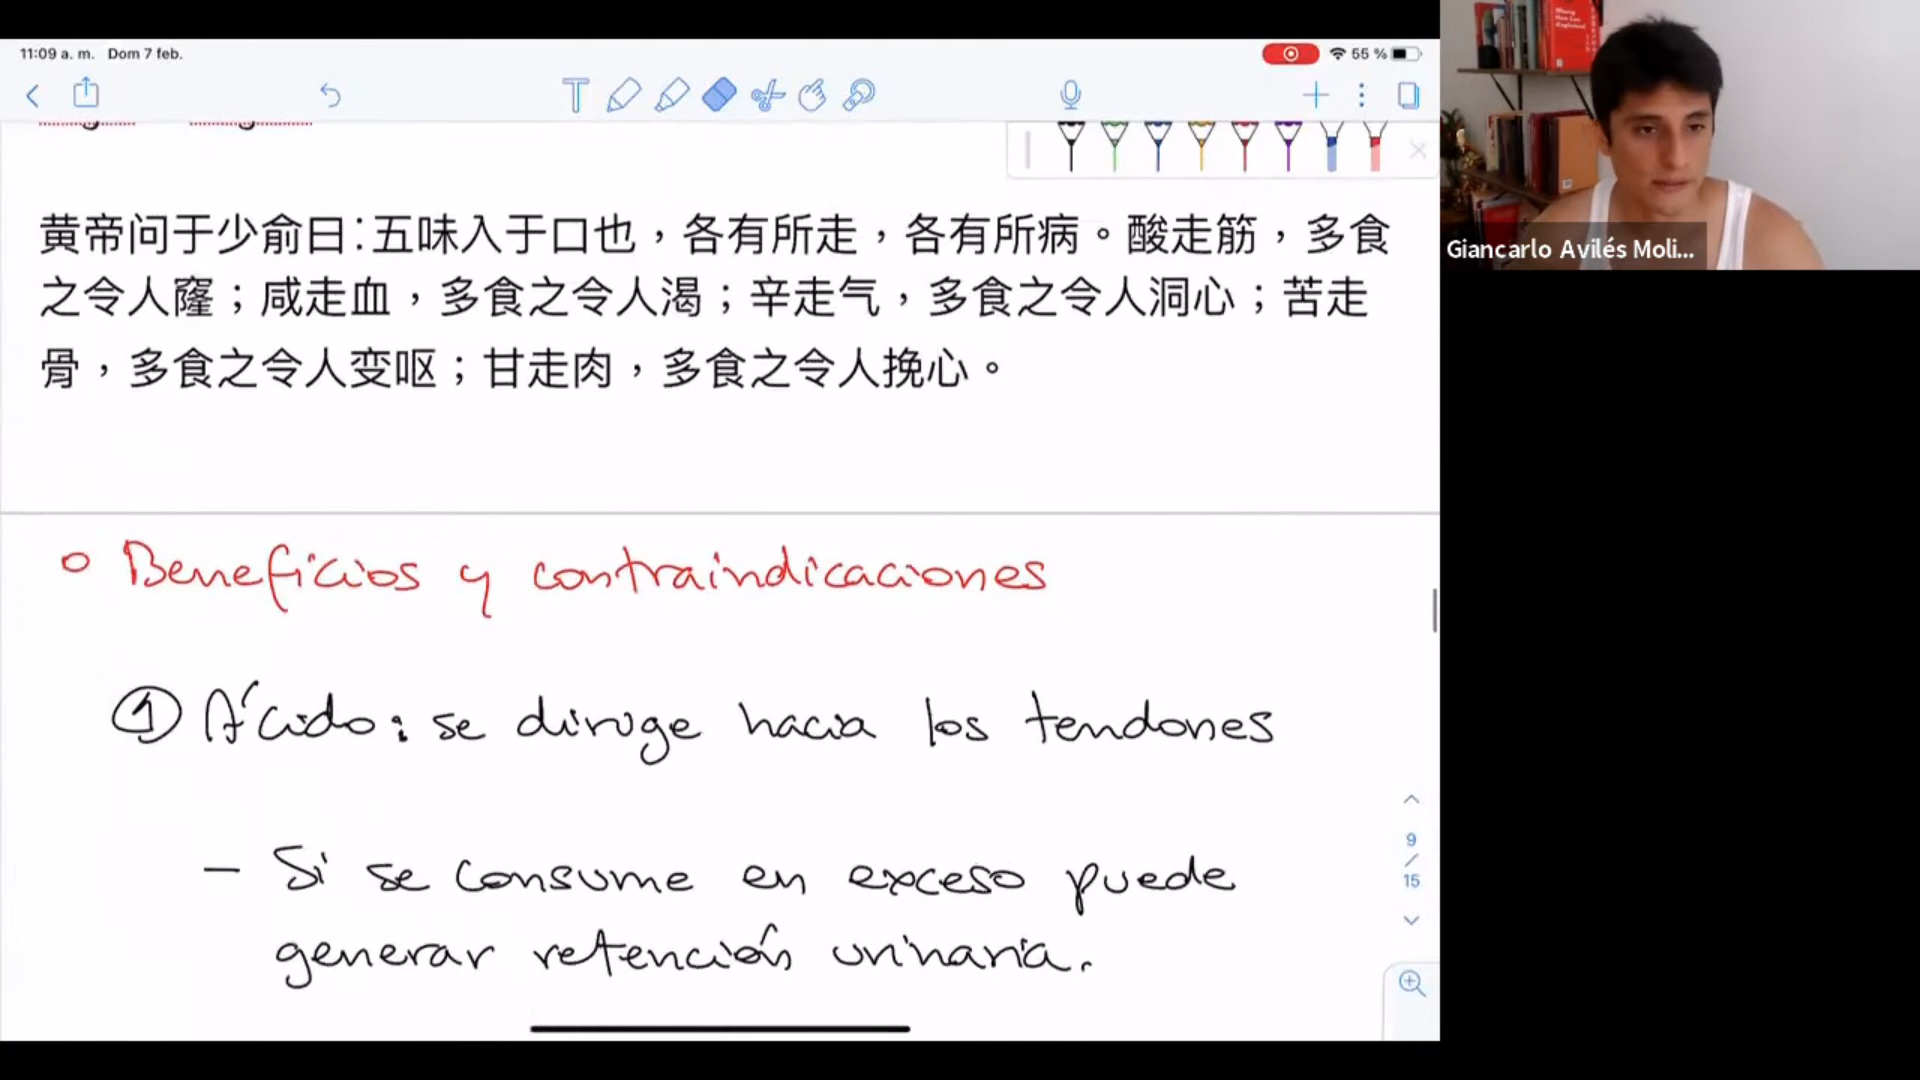 11:09 a. m. Dom 7 feb.
55 %
黄帝问于少俞曰:五味入于口也，各有所走，各有所病。酸走筋，多食
之令人窿；咸走血，多食之令人渴；辛走气，多食之令人洞心；苦走
骨，多食之令人变呕；甘走肉，多食之令人挽心。
o Beneficios y contraindicaciones
① Ácido: se dirige hacia los tendones
- Si se consume en exceso puede
generar retención urinaria.
9
/
15
Giancarlo Avilés Moli...